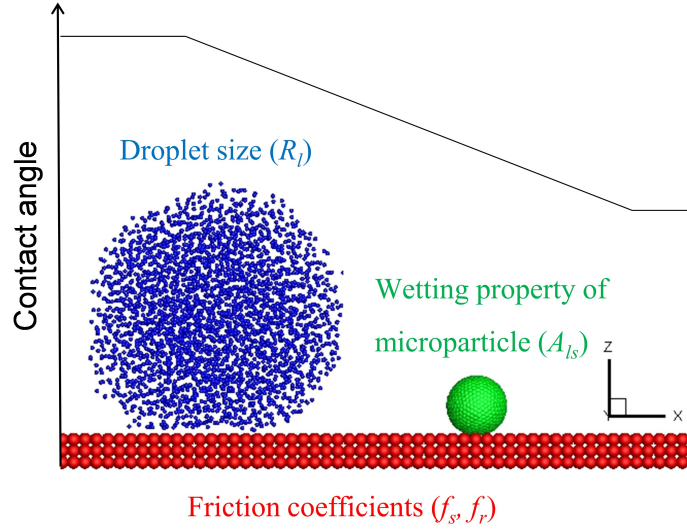 Contact angle
Droplet size (Rl)
Wetting property of
microparticle (Als)
Z
Y
X
Friction coefficients (fs, fr)